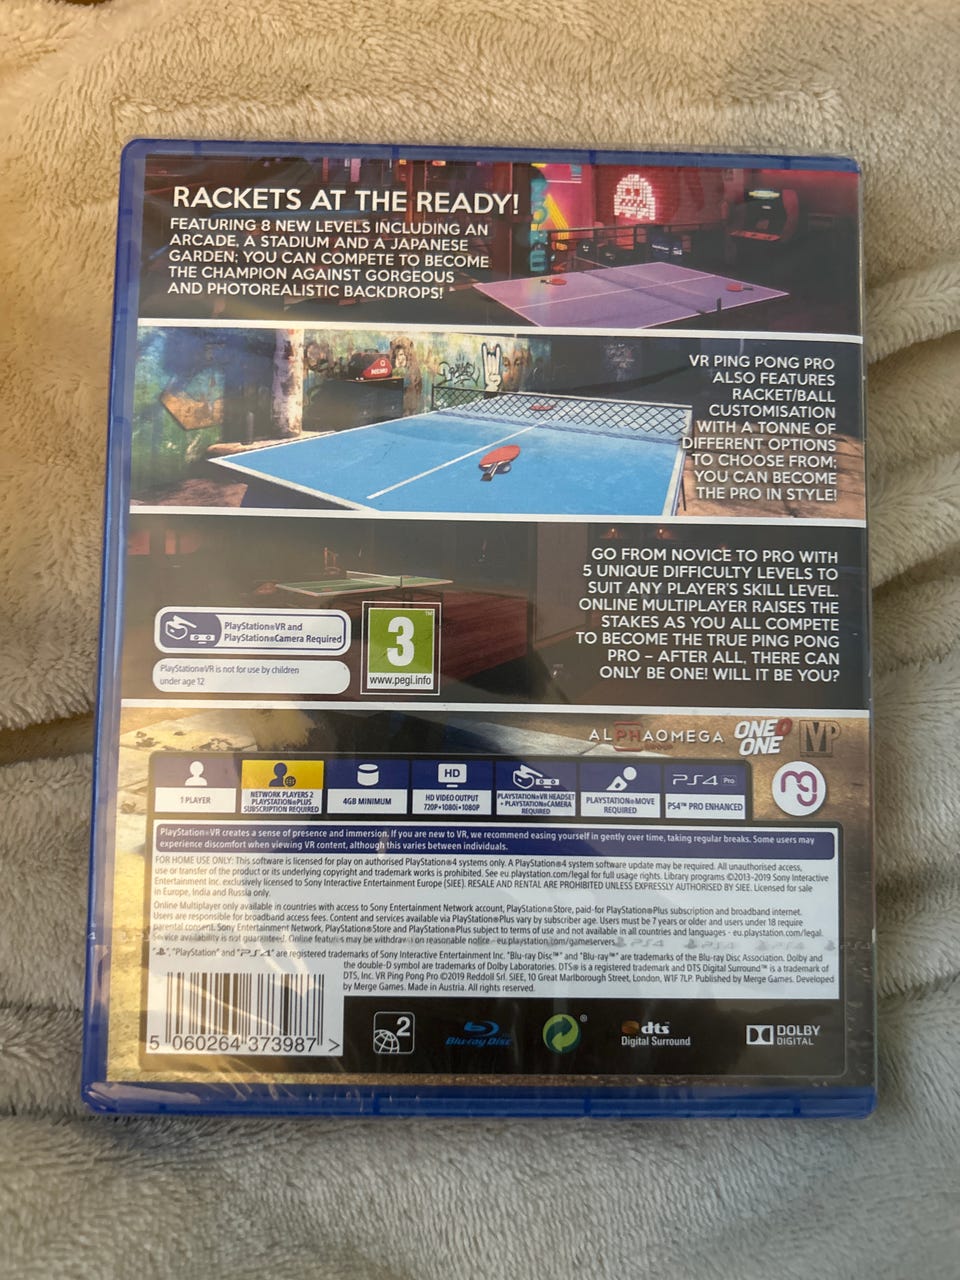 RACKETS AT THE READY!
FEATURING 8 NEW LEVELS INCLUDING AN
ARCADE, A STADIUM AND A JAPANESE
GARDEN: YOU CAN COMPETE TO BECOME
THE CHAMPION AGAINST GORGEOUS
AND PHOTOREALISTIC BACKDROPS!
VR PING PONG PRO
ALSO FEATURES
RACKET/BALL
CUSTOMISATION
WITH A TONNE OF
DIFFERENT OPTIONS
TO CHOOSE FROM:
YOU CAN BECOME
THE PRO IN STYLE!
GO FROM NOVICE TO PRO WITH
5 UNIQUE DIFFICULTY LEVELS TO
SUIT ANY PLAYER'S SKILL LEVEL.
ONLINE MULTIPLAYER RAISES THE
STAKES AS YOU ALL COMPETE
TO BECOME THE TRUE PING PONG
PRO – AFTER ALL, THERE CAN
ONLY BE ONE! WILL IT BE YOU?
PlayStation®VR and
PlayStation®Camera Required
PlayStation®VR is not for use by children
under age 12
3™
www.pegi.info
ALPHAOMEGA
GROUP
ONE O
ONE
VP
1 PLAYER
NETWORK PLAYERS 2
PLAYSTATION®PLUS
SUBSCRIPTION REQUIRED
4GB MINIMUM
HD
HD VIDEO OUTPUT
720P•1080i•1080P
PLAYSTATION®VR HEADSET
+ PLAYSTATION®CAMERA
REQUIRED
PLAYSTATION®MOVE
REQUIRED
PS4 Pro
PS4™ PRO ENHANCED
PlayStation®VR creates a sense of presence and immersion. If you are new to VR, we recommend easing yourself in gently over time, taking regular breaks. Some users may
experience discomfort when viewing VR content, although this varies between individuals.
FOR HOME USE ONLY: This software is licensed for play on authorised PlayStation®4 systems only. A PlayStation®4 system software update may be required. All unauthorised access,
use or transfer of the product or its underlying copyright and trademark works is prohibited. See eu.playstation.com/legal for full usage rights. Library programs ©2013-2019 Sony Interactive
Entertainment Inc. exclusively licensed to Sony Interactive Entertainment Europe (SIEE). RESALE AND RENTAL ARE PROHIBITED UNLESS EXPRESSLY AUTHORISED BY SIEE. Licensed for sale
in Europe, India and Russia only.
Online Multiplayer only available in countries with access to Sony Entertainment Network account, PlayStation®Store, paid-for PlayStation®Plus subscription and broadband internet.
Users are responsible for broadband access fees. Content and services available via PlayStation®Plus vary by subscriber age. Users must be 7 years or older and users under 18 require
parental consent. Sony Entertainment Network, PlayStation®Store and PlayStation®Plus subject to terms of use and not available in all countries and languages - eu.playstation.com/legal.
Service availability is not guaranteed. Online features may be withdrawn on reasonable notice - eu.playstation.com/gameservers.
"", "PlayStation" and "PS4" are registered trademarks of Sony Interactive Entertainment Inc. "Blu-ray Disc™" and "Blu-ray™" are trademarks of the Blu-ray Disc Association. Dolby and
the double-D symbol are trademarks of Dolby Laboratories. DTS® is a registered trademark and DTS Digital Surround™ is a trademark of
DTS, Inc. VR Ping Pong Pro ©2019 Reddoll Srl. SIEE, 10 Great Marlborough Street, London, W1F 7LP. Published by Merge Games. Developed
by Merge Games. Made in Austria. All rights reserved.
5 060264 373987 >
2
Blu-ray Disc
®
dts
Digital Surround
DOLBY
DIGITAL